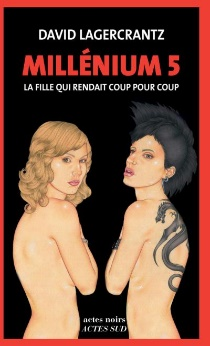 DAVID LAGERCRANTZ
MILLÉNIUM 5
LA FILLE QUI RENDAIT COUP POUR COUP
actes noirs
ACTES SUD